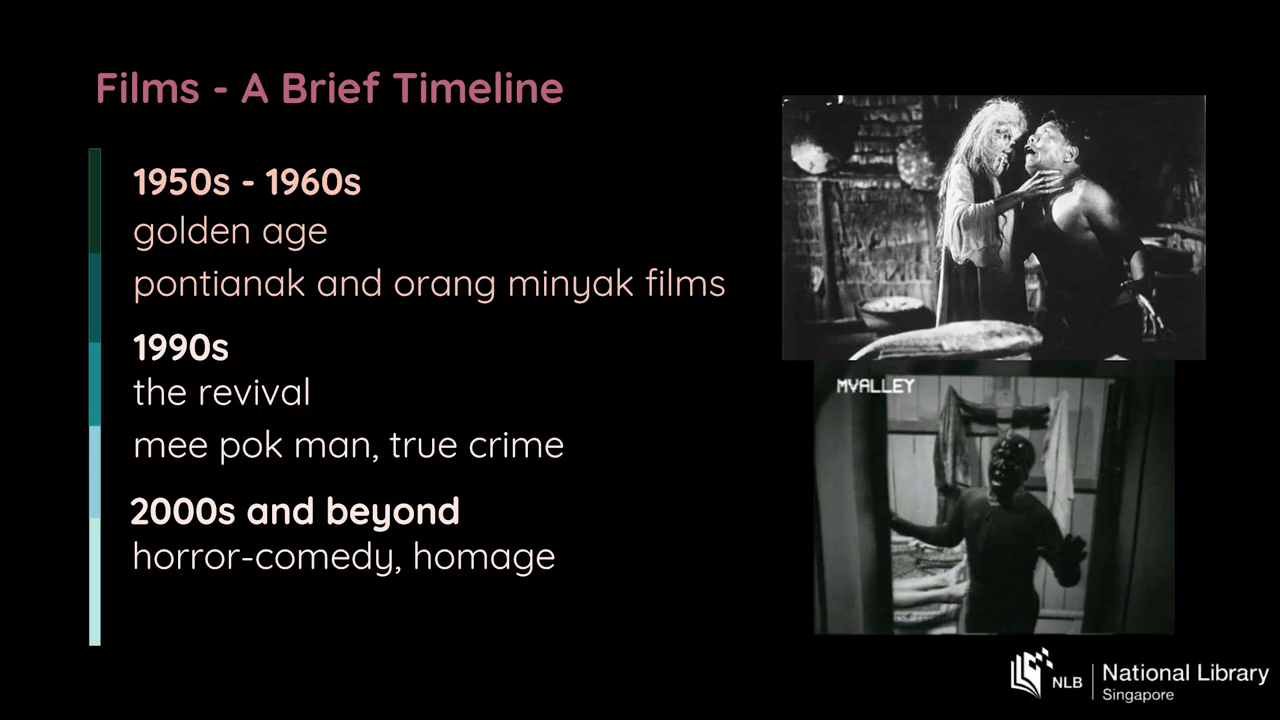 Films - A Brief Timeline
1950s - 1960s
golden age
pontianak and orang minyak films
1990s
the revival
mee pok man, true crime
2000s and beyond
horror-comedy, homage
MVALLEY
NLB
National Library
Singapore